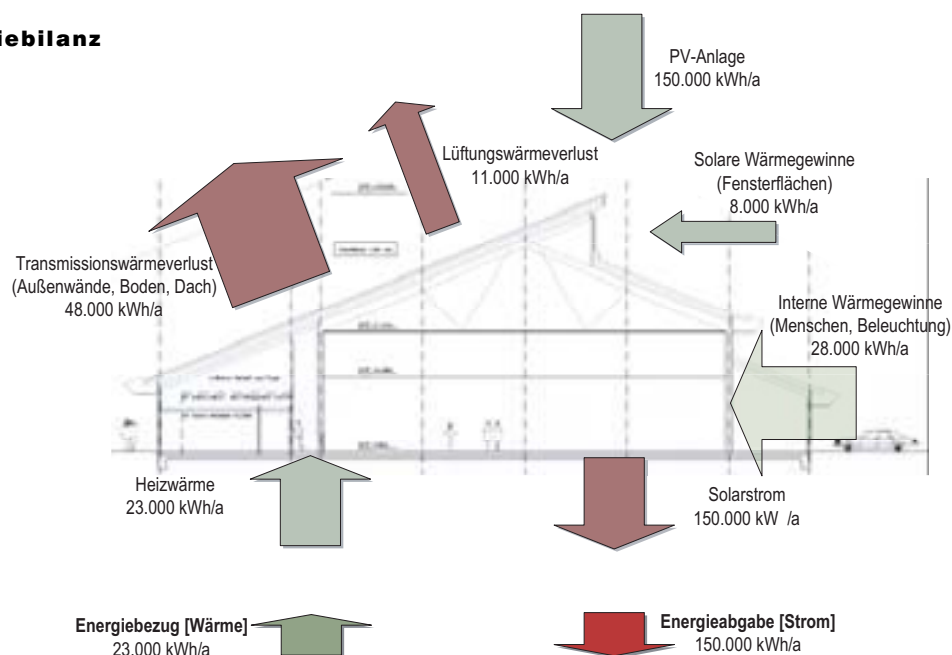 iebilanz
PV-Anlage
150.000 kWh/a
Lüftungswärmeverlust
11.000 kWh/a
Solare Wärmegewinne
(Fensterflächen)
8.000 kWh/a
Transmissionswärmeverlust
(Außenwände, Boden, Dach)
48.000 kWh/a
Interne Wärmegewinne
(Menschen, Beleuchtung)
28.000 kWh/a
Heizwärme
23.000 kWh/a
Solarstrom
150.000 kW /a
Energiebezug [Wärme]
23.000 kWh/a
Energieabgabe [Strom]
150.000 kWh/a